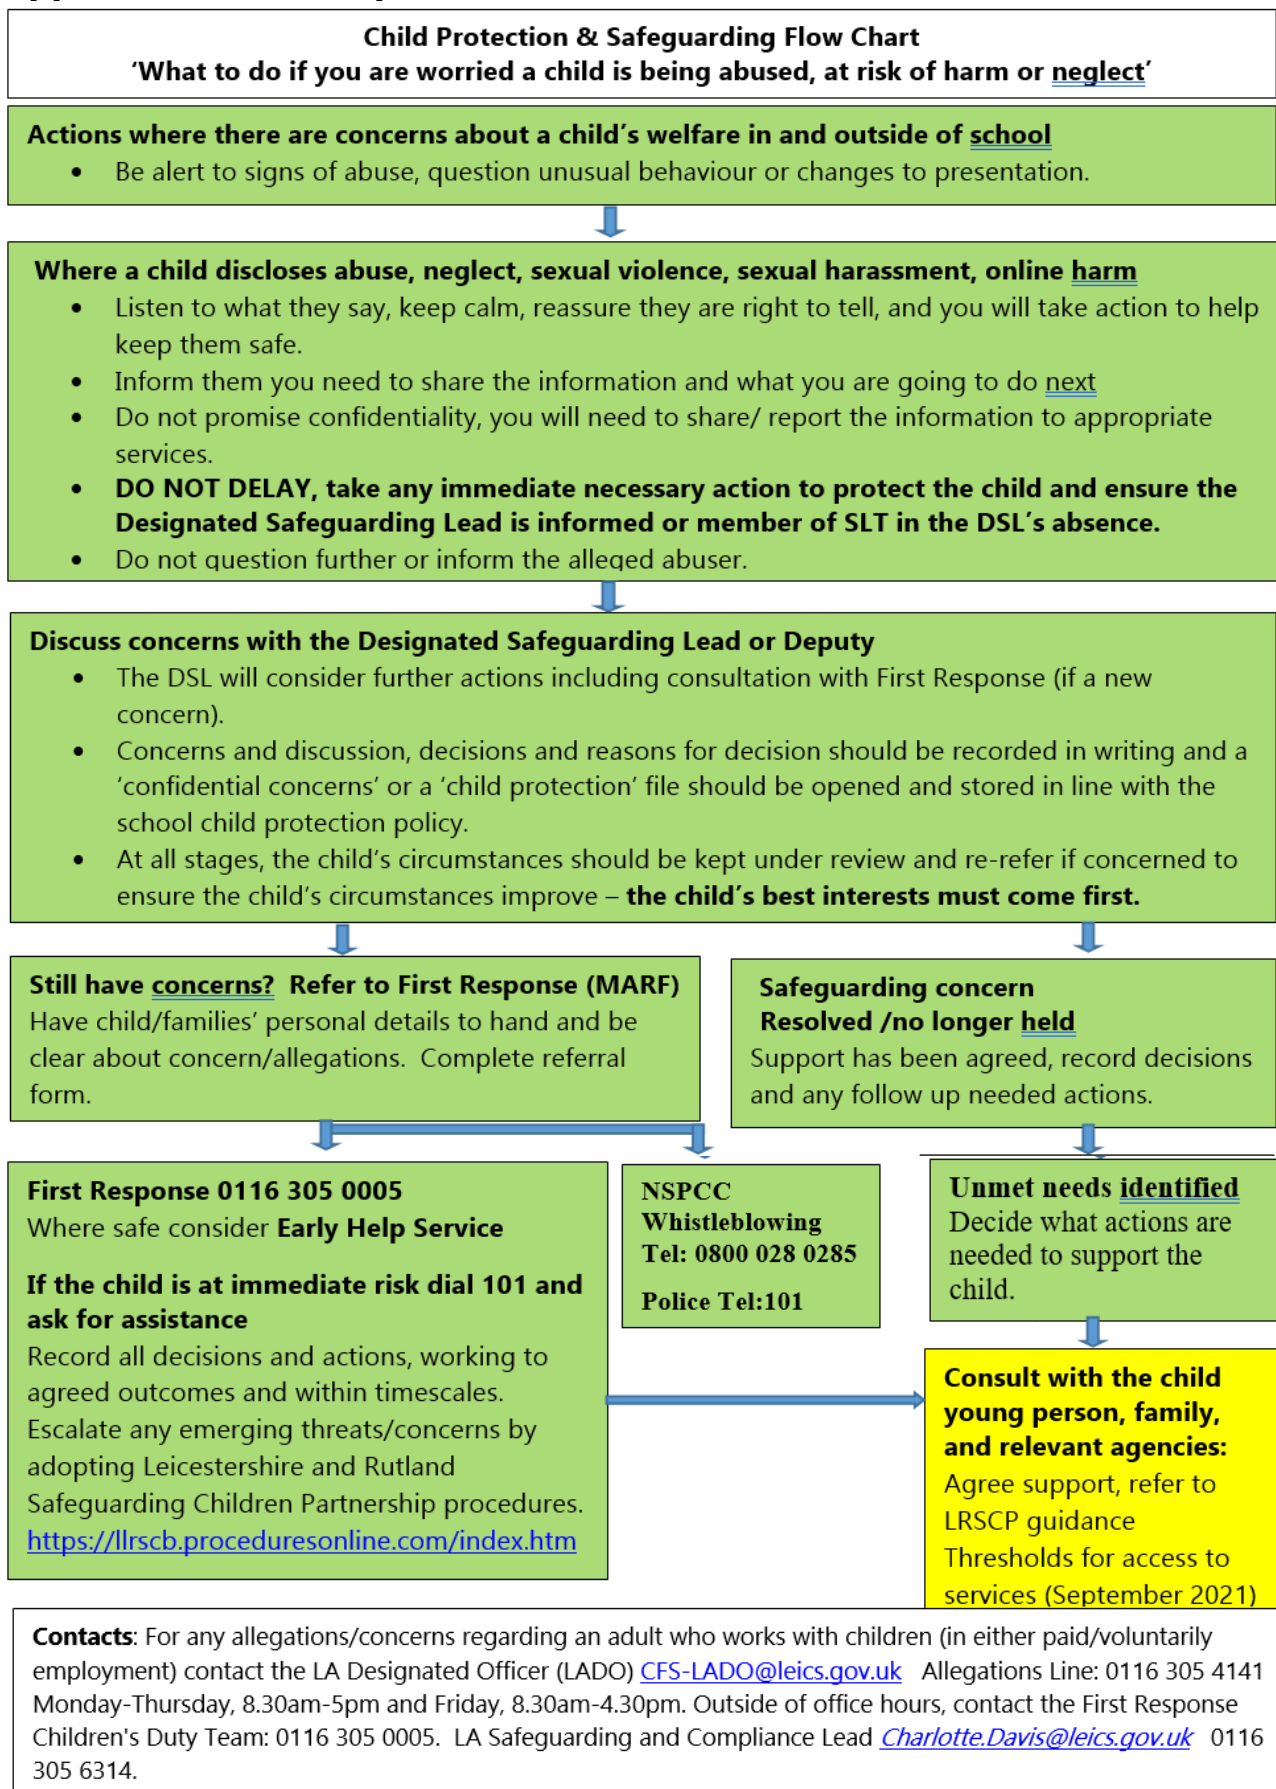 Child Protection & Safeguarding Flow Chart
‘What to do if you are worried a child is being abused, at risk of harm or neglect’
Actions where there are concerns about a child’s welfare in and outside of school
• Be alert to signs of abuse, question unusual behaviour or changes to presentation.
Where a child discloses abuse, neglect, sexual violence, sexual harassment, online harm
• Listen to what they say, keep calm, reassure they are right to tell, and you will take action to help
keep them safe.
• Inform them you need to share the information and what you are going to do next
• Do not promise confidentiality, you will need to share/ report the information to appropriate
services.
• DO NOT DELAY, take any immediate necessary action to protect the child and ensure the
Designated Safeguarding Lead is informed or member of SLT in the DSL’s absence.
• Do not question further or inform the alleged abuser.
Discuss concerns with the Designated Safeguarding Lead or Deputy
• The DSL will consider further actions including consultation with First Response (if a new
concern).
• Concerns and discussion, decisions and reasons for decision should be recorded in writing and a
‘confidential concerns’ or a ‘child protection’ file should be opened and stored in line with the
school child protection policy.
• At all stages, the child’s circumstances should be kept under review and re-refer if concerned to
ensure the child’s circumstances improve – the child’s best interests must come first.
Still have concerns? Refer to First Response (MARF)
Have child/families’ personal details to hand and be
clear about concern/allegations. Complete referral
form.
Safeguarding concern
Resolved /no longer held
Support has been agreed, record decisions
and any follow up needed actions.
First Response 0116 305 0005
Where safe consider Early Help Service
If the child is at immediate risk dial 101 and
ask for assistance
Record all decisions and actions, working to
agreed outcomes and within timescales.
Escalate any emerging threats/concerns by
adopting Leicestershire and Rutland
Safeguarding Children Partnership procedures.
https://llrscb.proceduresonline.com/index.htm
NSPCC
Whistleblowing
Tel: 0800 028 0285
Police Tel:101
Unmet needs identified
Decide what actions are
needed to support the
child.
Consult with the child
young person, family,
and relevant agencies:
Agree support, refer to
LRSCP guidance
Thresholds for access to
services (September 2021)
Contacts: For any allegations/concerns regarding an adult who works with children (in either paid/voluntarily
employment) contact the LA Designated Officer (LADO) CFS-LADO@leics.gov.uk Allegations Line: 0116 305 4141
Monday-Thursday, 8.30am-5pm and Friday, 8.30am-4.30pm. Outside of office hours, contact the First Response
Children's Duty Team: 0116 305 0005. LA Safeguarding and Compliance Lead Charlotte.Davis@leics.gov.uk 0116
305 6314.